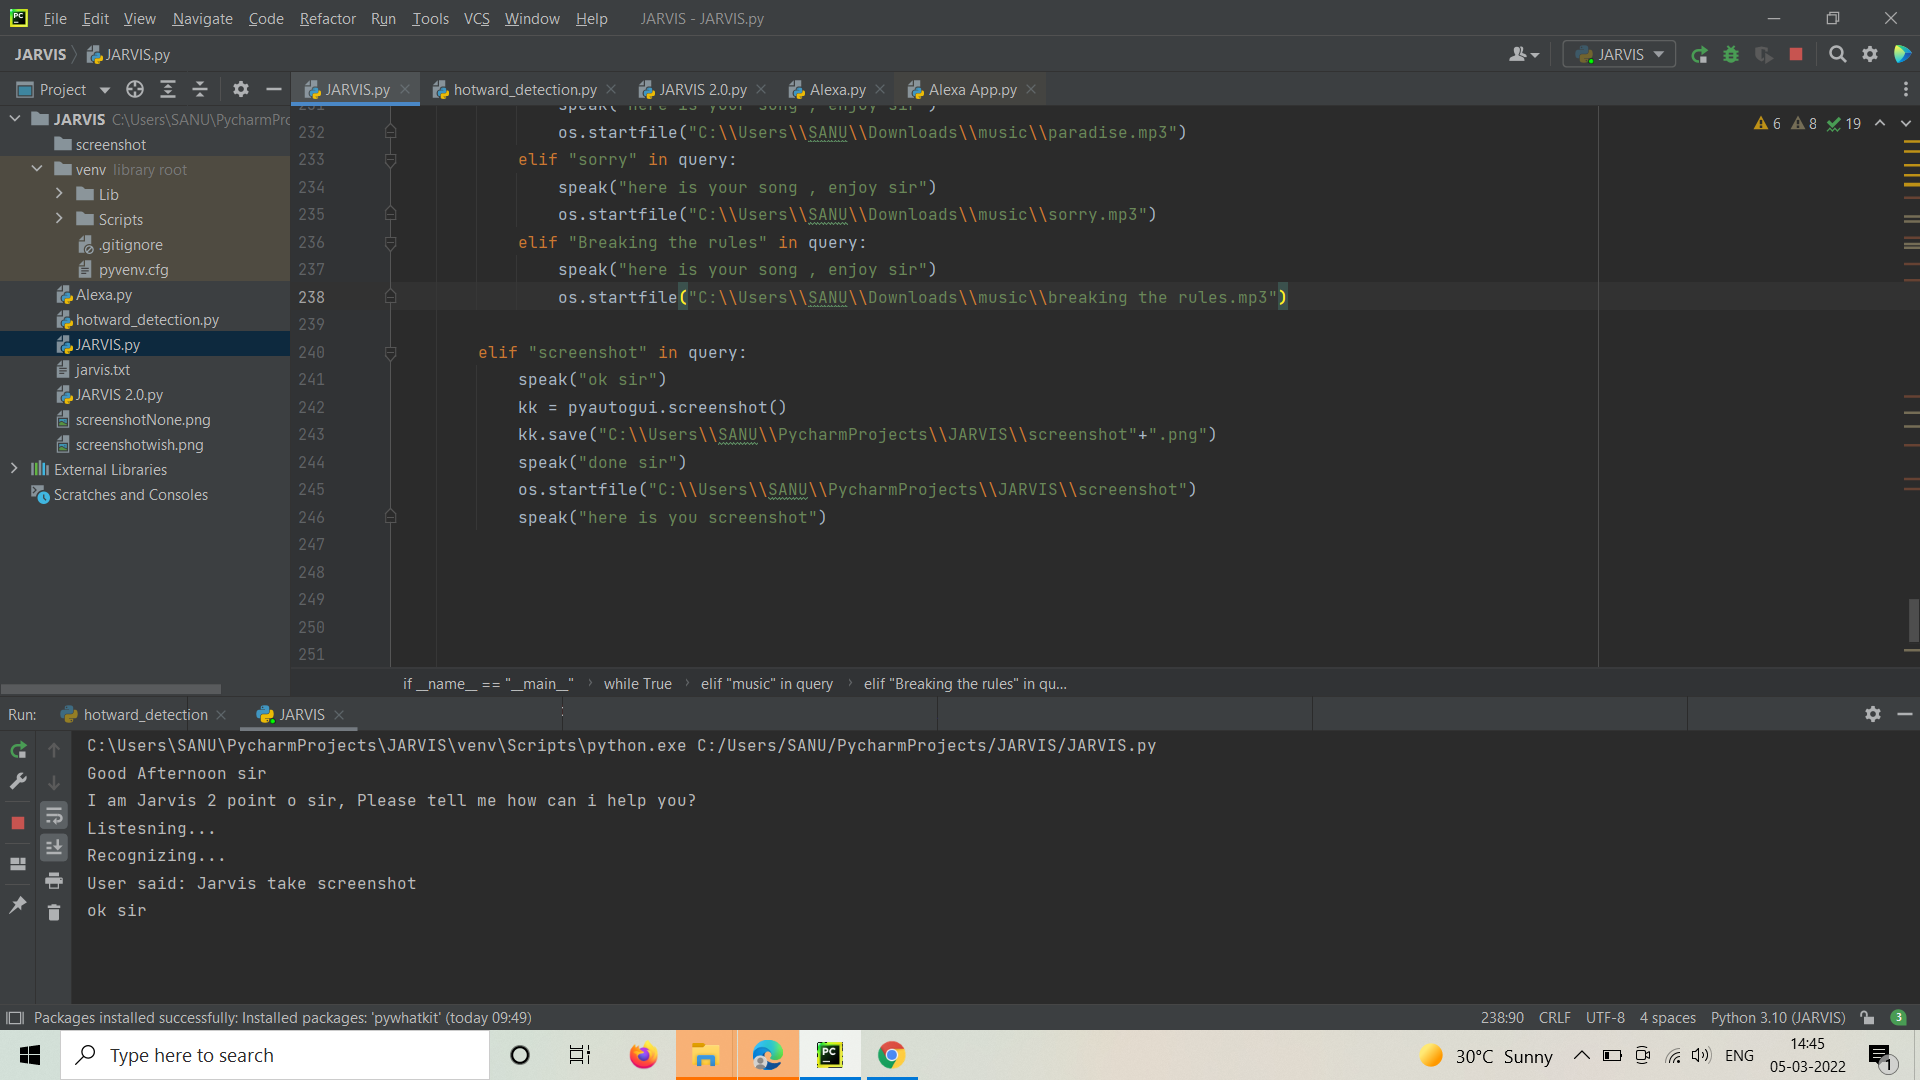 File Edit View Navigate Code Refactor Run Tools VCS Window Help JARVIS - JARVIS.py
JARVIS JARVIS.py JARVIS
Project JARVIS.py hotward_detection.py JARVIS 2.0.py Alexa.py Alexa App.py
JARVIS C:\Users\SANU\PycharmPro
screenshot
venv library root
Lib
Scripts
.gitignore
pyvenv.cfg
Alexa.py
hotward_detection.py
JARVIS.py
jarvis.txt
JARVIS 2.0.py
screenshotNone.png
screenshotwish.png
External Libraries
Scratches and Consoles
6 8 19
231 speak("here is your song , enjoy sir")
232 os.startfile("C:\\Users\\SANU\\Downloads\\music\\paradise.mp3")
233 elif "sorry" in query:
234 speak("here is your song , enjoy sir")
235 os.startfile("C:\\Users\\SANU\\Downloads\\music\\sorry.mp3")
236 elif "Breaking the rules" in query:
237 speak("here is your song , enjoy sir")
238 os.startfile("C:\\Users\\SANU\\Downloads\\music\\breaking the rules.mp3")
239
240 elif "screenshot" in query:
241 speak("ok sir")
242 kk = pyautogui.screenshot()
243 kk.save("C:\\Users\\SANU\\PycharmProjects\\JARVIS\\screenshot"+".png")
244 speak("done sir")
245 os.startfile("C:\\Users\\SANU\\PycharmProjects\\JARVIS\\screenshot")
246 speak("here is you screenshot")
247
248
249
250
251
if __name__ == "__main__" while True elif "music" in query elif "Breaking the rules" in qu...
Run: hotward_detection JARVIS
C:\Users\SANU\PycharmProjects\JARVIS\venv\Scripts\python.exe C:/Users/SANU/PycharmProjects/JARVIS/JARVIS.py
Good Afternoon sir
I am Jarvis 2 point o sir, Please tell me how can i help you?
Listesning...
Recognizing...
User said: Jarvis take screenshot
ok sir
Packages installed successfully: Installed packages: 'pywhatkit' (today 09:49) 238:90 CRLF UTF-8 4 spaces Python 3.10 (JARVIS) 3
Type here to search PC 30°C Sunny ENG 14:45
05-03-2022 1